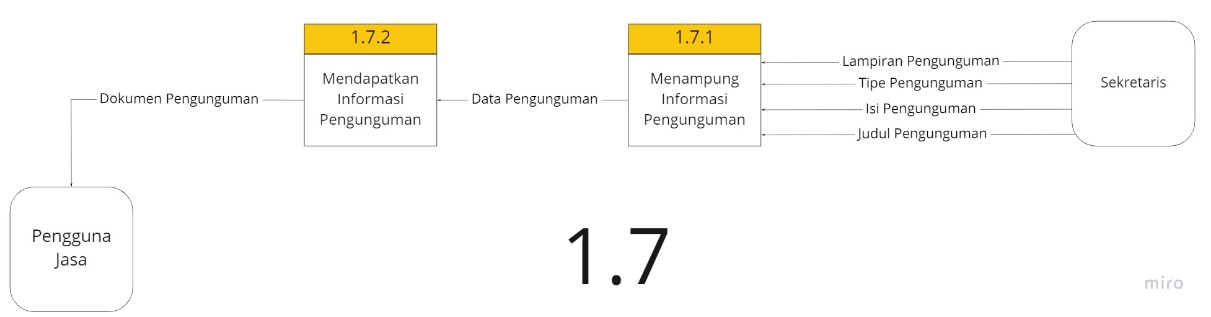 1.7.2
Mendapatkan
Informasi
Pengunguman
1.7.1
Menampung
Informasi
Pengunguman
Lampiran Pengunguman
Tipe Pengunguman
Isi Pengunguman
Judul Pengunguman
Sekretaris
Dokumen Pengunguman
Data Pengunguman
Pengguna
Jasa
1.7
miro